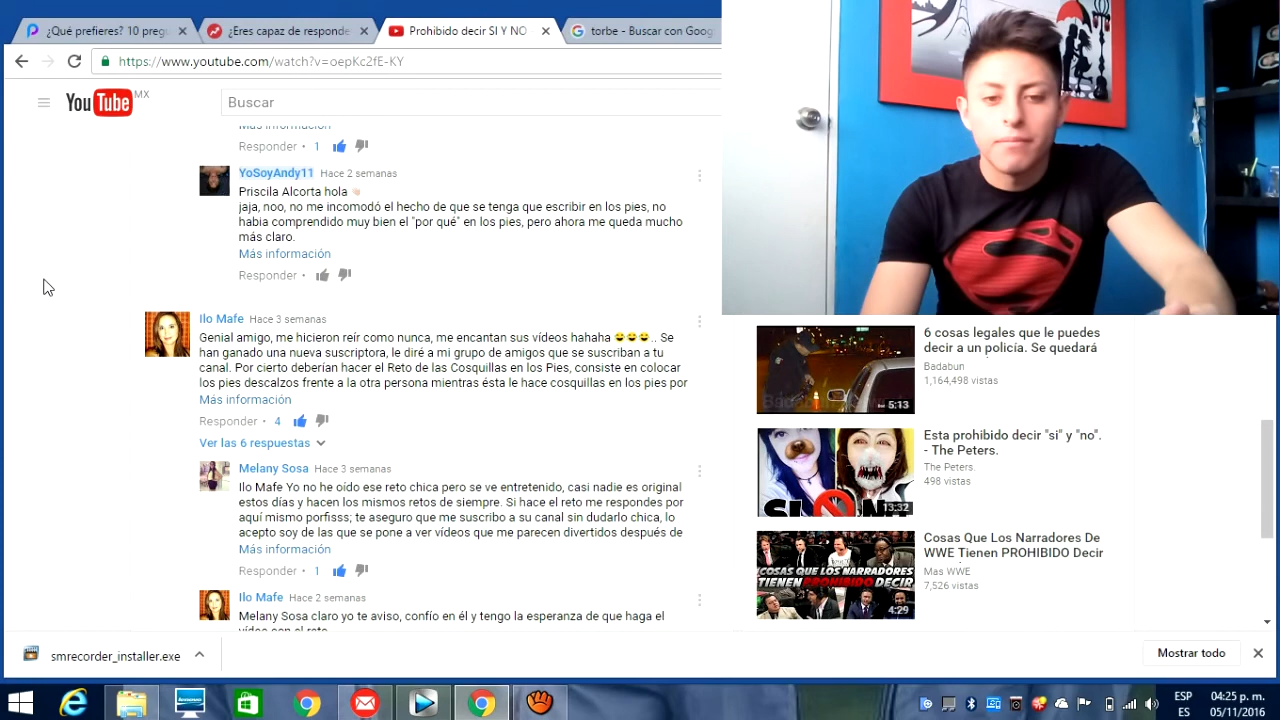 ¿Qué prefieres? 10 preg
¿Eres capaz de responde
Prohibido decir SI Y NO
torbe - Buscar con Goog
https://www.youtube.com/watch?v=oepKc2fE-KY
YouTube MX
Buscar
Más información
Responder • 1
YoSoyAndy11 Hace 2 semanas
Priscila Alcorta hola
jaja, noo, no me incomodó el hecho de que se tenga que escribir en los pies, no
habia comprendido muy bien el "por qué" en los pies, pero ahora me queda mucho
más claro.
Más información
Responder •
Ilo Mafe Hace 3 semanas
Genial amigo, me hicieron reír como nunca, me encantan sus vídeos hahaha 😄😄😄.. Se
han ganado una nueva suscriptora, le diré a mi grupo de amigos que se suscriban a tu
canal. Por cierto deberían hacer el Reto de las Cosquillas en los Pies, consiste en colocar
los pies descalzos frente a la otra persona mientras ésta le hace cosquillas en los pies por
Más información
Responder • 4
Ver las 6 respuestas
Melany Sosa Hace 3 semanas
Ilo Mafe Yo no he oído ese reto chica pero se ve entretenido, casi nadie es original
estos días y hacen los mismos retos de siempre. Si hace el reto me respondes por
aquí mismo porfisss; te aseguro que me suscribo a su canal sin dudarlo chica, lo
acepto soy de las que se pone a ver vídeos que me parecen divertidos después de
Más información
Responder • 1
Ilo Mafe Hace 2 semanas
Melany Sosa claro yo te aviso, confío en él y tengo la esperanza de que haga el
vídeo con el reto
6 cosas legales que le puedes
decir a un policía. Se quedará
Badabun
1,164,498 vistas
5:13
Esta prohibido decir "si" y "no".
- The Peters.
The Peters
498 vistas
13:32
Cosas Que Los Narradores De
WWE Tienen PROHIBIDO Decir
Mas WWE
7,526 vistas
COSAS QUE LOS NARRADORES
TIENEN PROHIBIDO DECIR
4:29
smrecorder_installer.exe
Mostrar todo
lenovo
ESP
ES
04:25 p. m.
05/11/2016